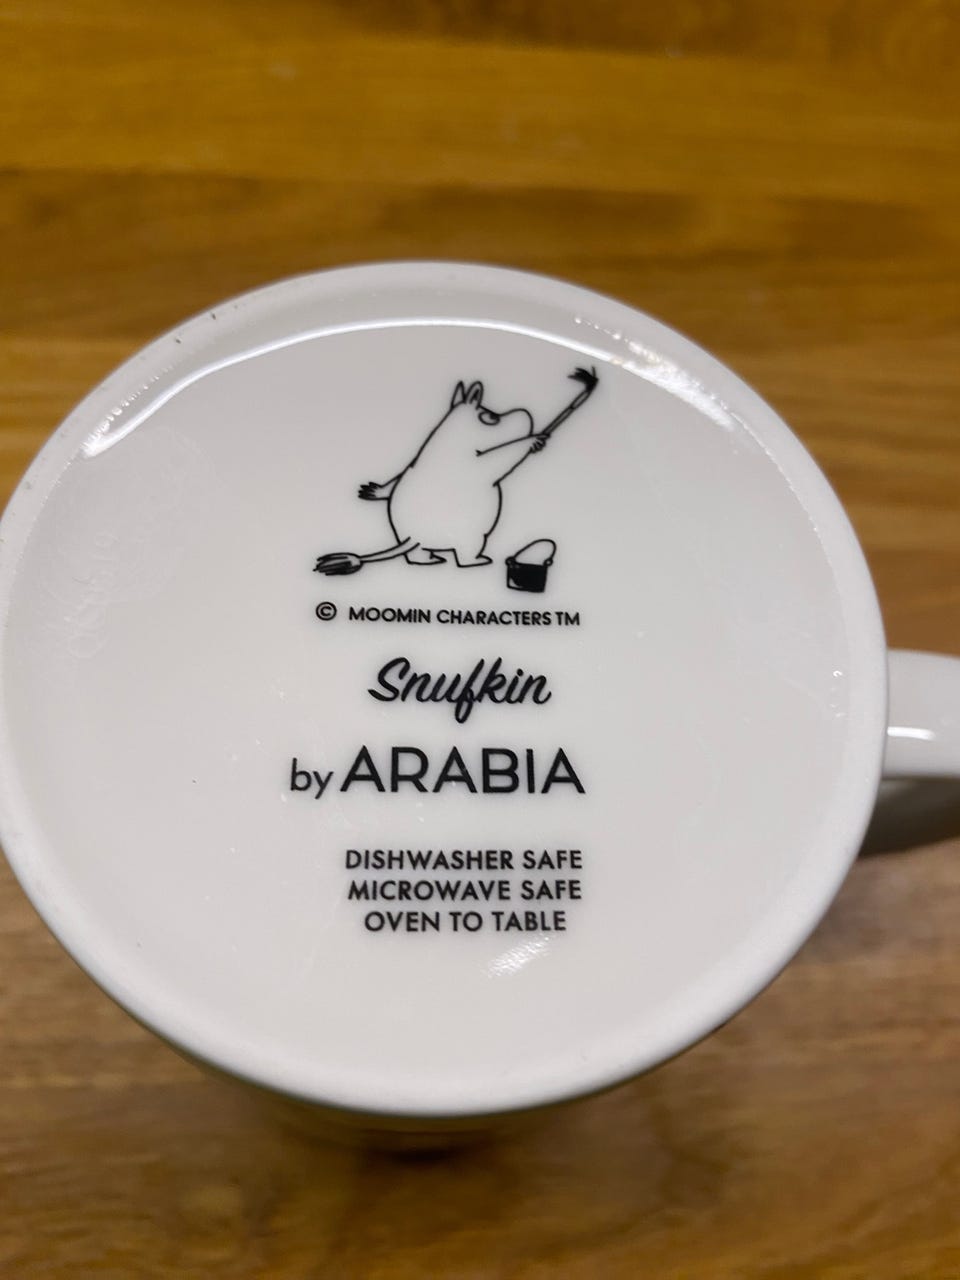 © MOOMIN CHARACTERS TM
Snufkin
by ARABIA
DISHWASHER SAFE
MICROWAVE SAFE
OVEN TO TABLE